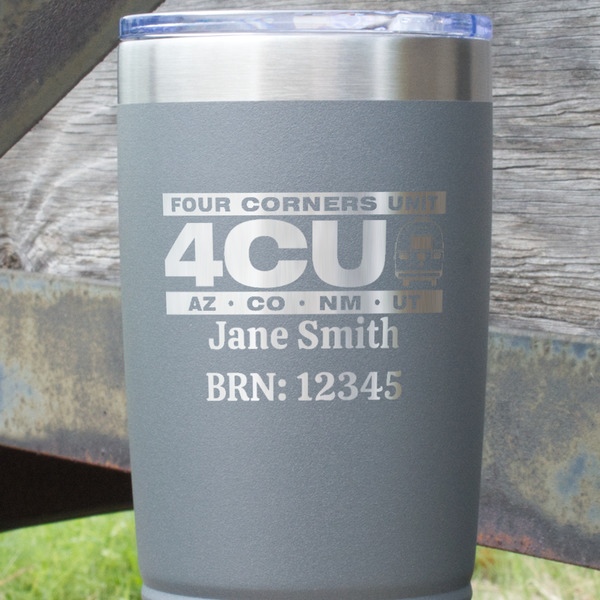 FOUR CORNERS UNIT
4CU
AZ · CO · NM · UT
Jane Smith
BRN: 12345